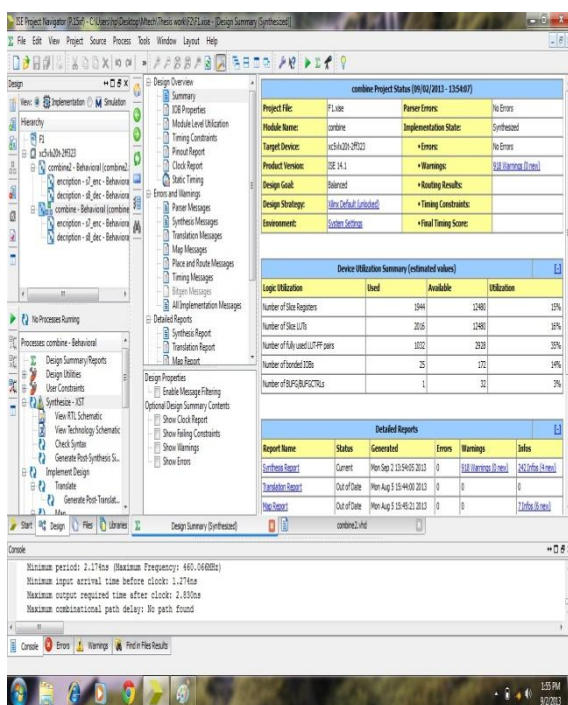 ISE Project Navigator (P.15xf) - C:\Users\hp\Desktop\Mtech\Thesis work\F2\F1.xise - [Design Summary (Synthesized)]
File Edit View Project Source Process Tools Window Layout Help
Design
View: Implementation Simulation
Hierarchy
F1
xc5vlx20t-2ff323
combine2 - Behavioral (combine2.
encription - s7_enc - Behaviora
decription - s8_dec - Behaviora
combine - Behavioral (combine
encription - s7_enc - Behaviora
decription - s8_dec - Behaviora
No Processes Running
Processes: combine - Behavioral
Design Summary/Reports
Design Utilities
User Constraints
Synthesize - XST
View RTL Schematic
View Technology Schematic
Check Syntax
Generate Post-Synthesis Si...
Implement Design
Translate
Generate Post-Translat...
Map
Start Design Files Libraries
Design Overview
Summary
IOB Properties
Module Level Utilization
Timing Constraints
Pinout Report
Clock Report
Static Timing
Errors and Warnings
Parser Messages
Synthesis Messages
Translation Messages
Map Messages
Place and Route Messages
Timing Messages
Bitgen Messages
All Implementation Messages
Detailed Reports
Synthesis Report
Translation Report
Map Report
Design Properties
Enable Message Filtering
Optional Design Summary Contents
Show Clock Report
Show Failing Constraints
Show Warnings
Show Errors
combine Project Status (09/02/2013 - 13:54:07)
Project File: F1.xise Parser Errors: No Errors
Module Name: combine Implementation State: Synthesized
Target Device: xc5vlx20t-2ff323 • Errors: No Errors
Product Version: ISE 14.1 • Warnings: 918 Warnings (0 new)
Design Goal: Balanced • Routing Results:
Design Strategy: Xilinx Default (unlocked) • Timing Constraints:
Environment: System Settings • Final Timing Score:
Device Utilization Summary (estimated values) [-]
Logic Utilization Used Available Utilization
Number of Slice Registers 1944 12480 15%
Number of Slice LUTs 2016 12480 16%
Number of fully used LUT-FF pairs 1032 2928 35%
Number of bonded IOBs 25 172 14%
Number of BUFG/BUFGCTRLs 1 32 3%
Detailed Reports [-]
Report Name Status Generated Errors Warnings Infos
Synthesis Report Current Mon Sep 2 13:54:05 2013 0 918 Warnings (0 new) 242 Infos (4 new)
Translation Report Out of Date Mon Aug 5 15:44:00 2013 0 0 0
Map Report Out of Date Mon Aug 5 15:45:21 2013 0 0 7 Infos (6 new)
Design Summary (Synthesized) combine2.vhd
Console
Minimum period: 2.174ns (Maximum Frequency: 460.066MHz)
Minimum input arrival time before clock: 1.274ns
Maximum output required time after clock: 2.830ns
Maximum combinational path delay: No path found
Console Errors Warnings Find in Files Results
1:55 PM
9/2/2013